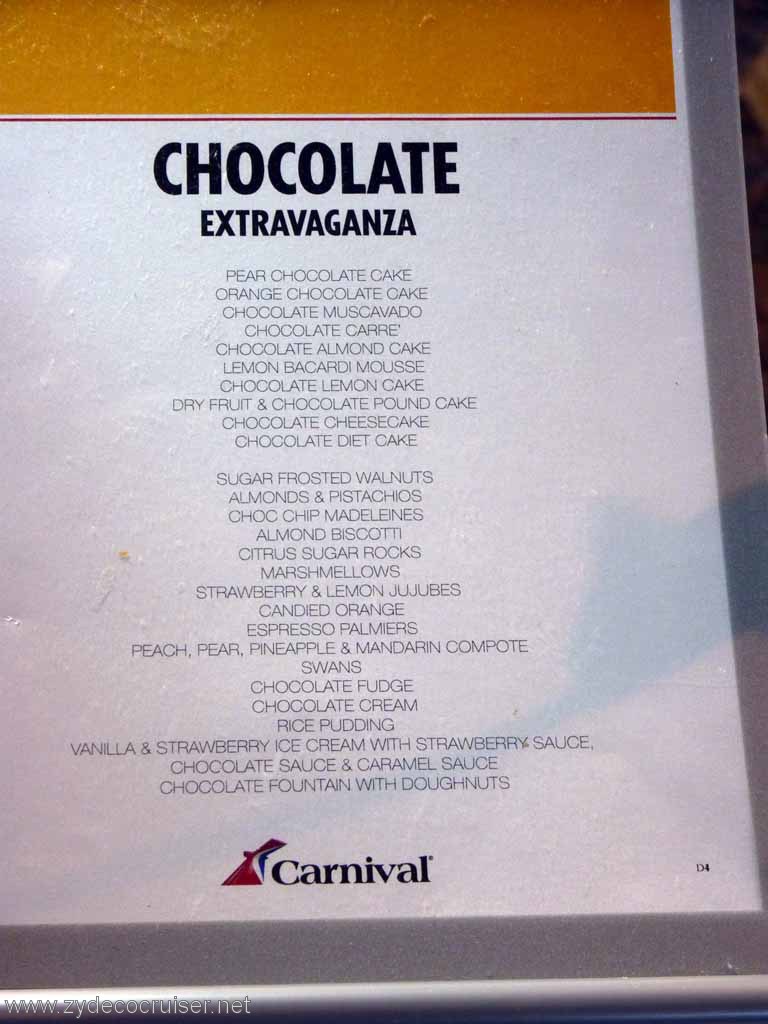 CHOCOLATE
EXTRAVAGANZA
PEAR CHOCOLATE CAKE
ORANGE CHOCOLATE CAKE
CHOCOLATE MUSCAVADO
CHOCOLATE CARRE'
CHOCOLATE ALMOND CAKE
LEMON BACARDI MOUSSE
CHOCOLATE LEMON CAKE
DRY FRUIT & CHOCOLATE POUND CAKE
CHOCOLATE CHEESECAKE
CHOCOLATE DIET CAKE
SUGAR FROSTED WALNUTS
ALMONDS & PISTACHIOS
CHOC CHIP MADELEINES
ALMOND BISCOTTI
CITRUS SUGAR ROCKS
MARSHMELLOWS
STRAWBERRY & LEMON JUJUBES
CANDIED ORANGE
ESPRESSO PALMIERS
PEACH, PEAR, PINEAPPLE & MANDARIN COMPOTE
SWANS
CHOCOLATE FUDGE
CHOCOLATE CREAM
RICE PUDDING
VANILLA & STRAWBERRY ICE CREAM WITH STRAWBERRY SAUCE,
CHOCOLATE SAUCE & CARAMEL SAUCE
CHOCOLATE FOUNTAIN WITH DOUGHNUTS
Carnival®
D4
www.zydecocruiser.net